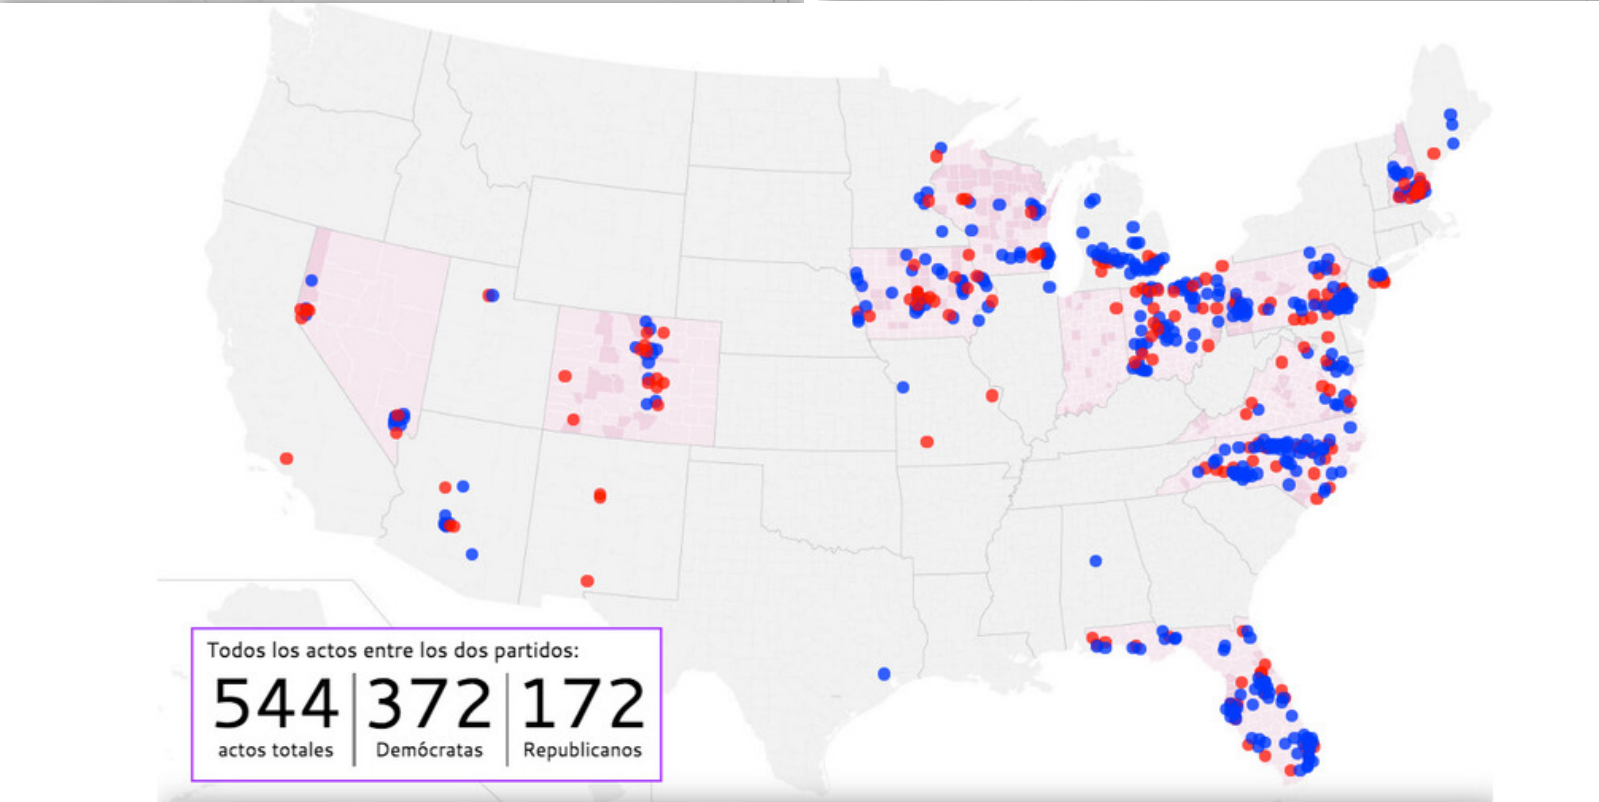 Todos los actos entre los dos partidos:
544 372 172
actos totales Demócratas Republicanos